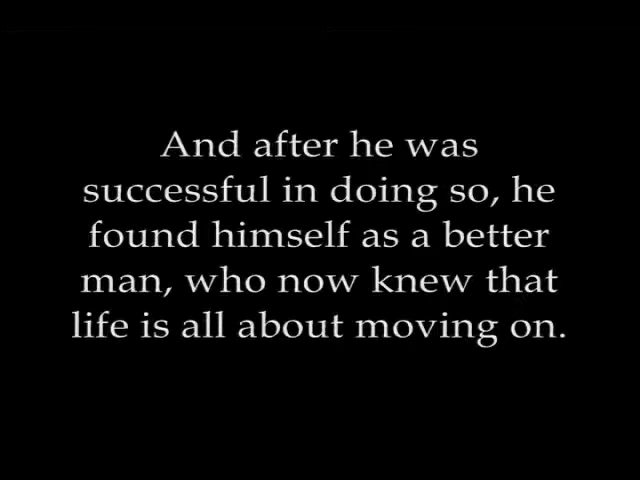 And after he was
successful in doing so, he
found himself as a better
man, who now knew that
life is all about moving on.